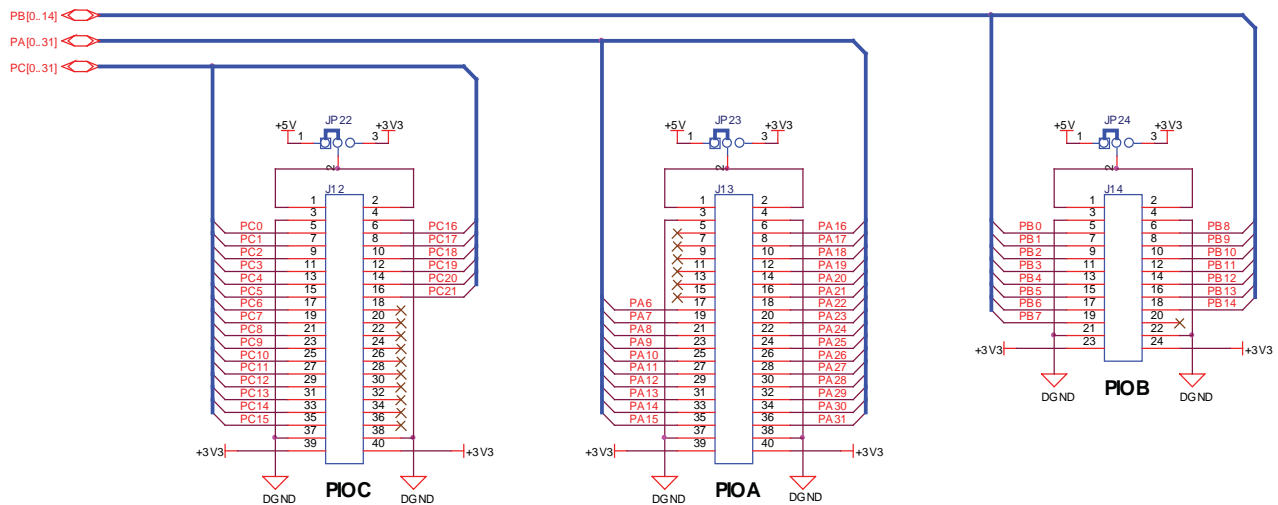 PB[0..14]
PA[0..31]
PC[0..31]
+5V 1 JP22 3 +3V3
2
J12
1 2
3 4
PC0 5 6 PC16
PC1 7 8 PC17
PC2 9 10 PC18
PC3 11 12 PC19
PC4 13 14 PC20
PC5 15 16 PC21
PC6 17 18
PC7 19 20
PC8 21 22
PC9 23 24
PC10 25 26
PC11 27 28
PC12 29 30
PC13 31 32
PC14 33 34
PC15 35 36
37 38
+3V3 39 40 +3V3
DGND PIOC DGND
+5V 1 JP23 3 +3V3
2
J13
1 2
3 4
5 6 PA16
7 8 PA17
9 10 PA18
11 12 PA19
13 14 PA20
15 16 PA21
PA6 17 18 PA22
PA7 19 20 PA23
PA8 21 22 PA24
PA9 23 24 PA25
PA10 25 26 PA26
PA11 27 28 PA27
PA12 29 30 PA28
PA13 31 32 PA29
PA14 33 34 PA30
PA15 35 36 PA31
37 38
+3V3 39 40 +3V3
DGND PIOA DGND
+5V 1 JP24 3 +3V3
2
J14
1 2
3 4
PB0 5 6 PB8
PB1 7 8 PB9
PB2 9 10 PB10
PB3 11 12 PB11
PB4 13 14 PB12
PB5 15 16 PB13
PB6 17 18 PB14
PB7 19 20
21 22
+3V3 23 24 +3V3
DGND PIOB DGND